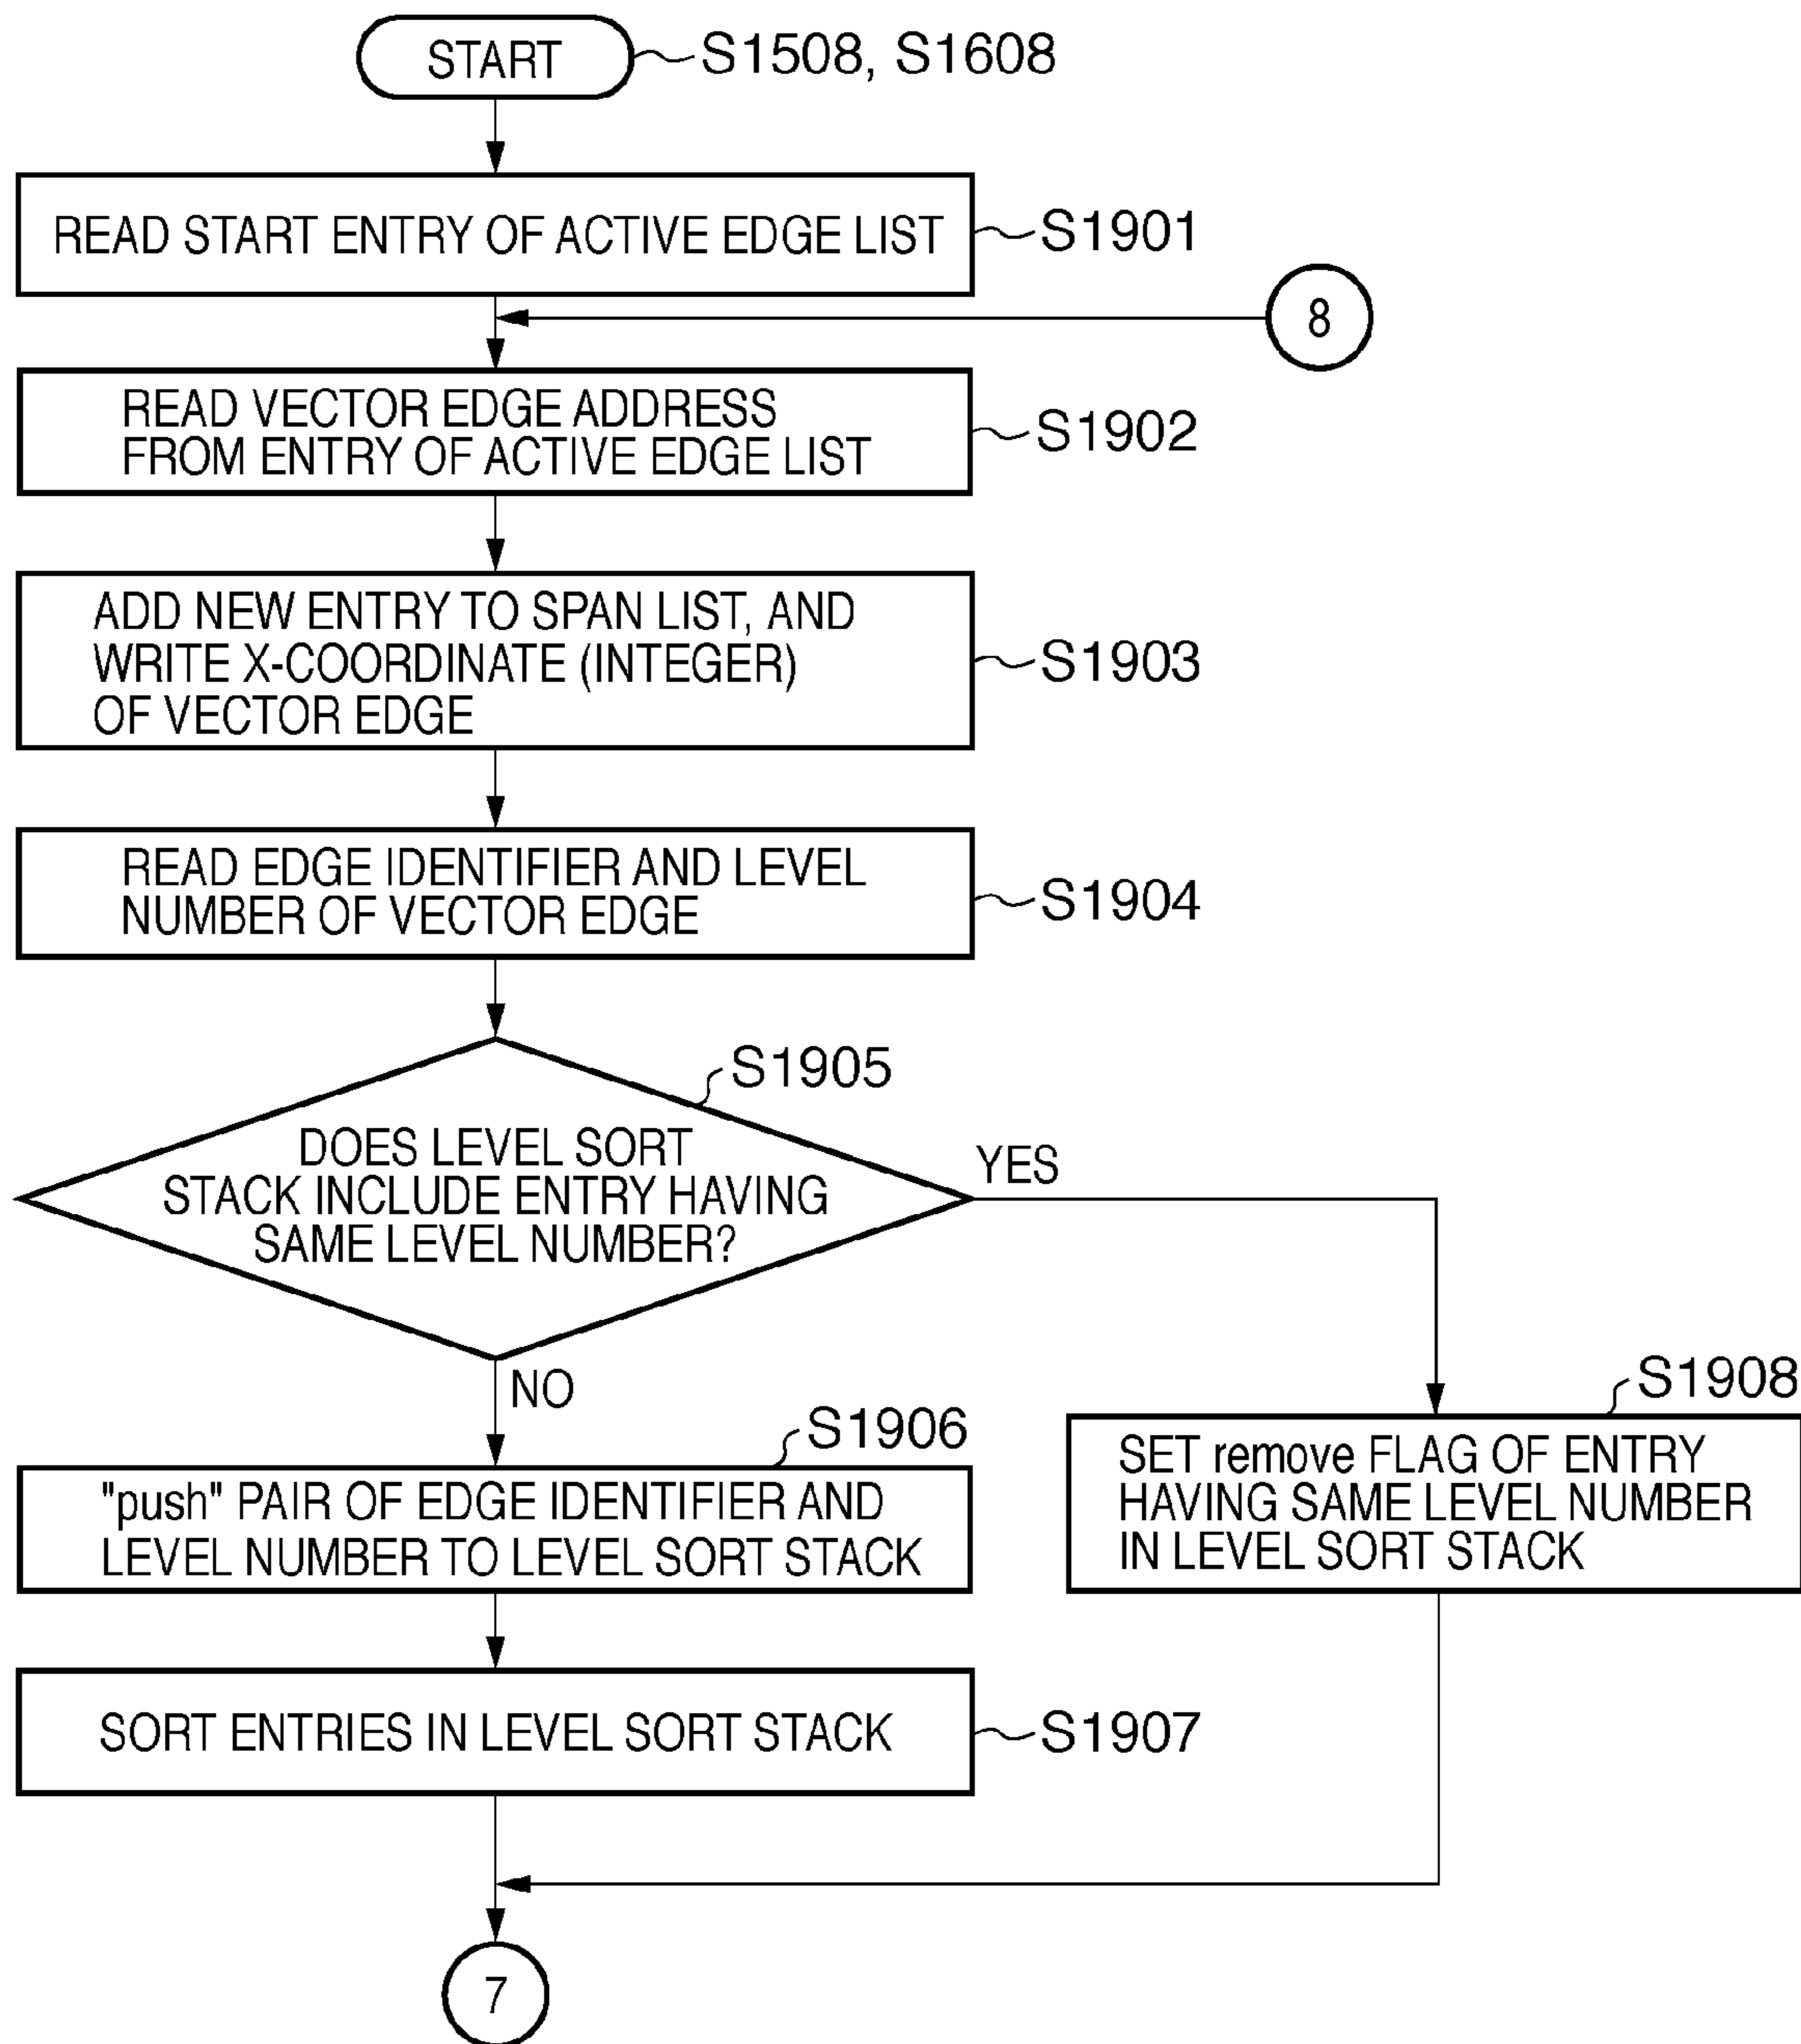 START
S1508, S1608
READ START ENTRY OF ACTIVE EDGE LIST
S1901
8
READ VECTOR EDGE ADDRESS
FROM ENTRY OF ACTIVE EDGE LIST
S1902
ADD NEW ENTRY TO SPAN LIST, AND
WRITE X-COORDINATE (INTEGER)
OF VECTOR EDGE
S1903
READ EDGE IDENTIFIER AND LEVEL
NUMBER OF VECTOR EDGE
S1904
S1905
DOES LEVEL SORT
STACK INCLUDE ENTRY HAVING
SAME LEVEL NUMBER?
YES
NO
S1906
"push" PAIR OF EDGE IDENTIFIER AND
LEVEL NUMBER TO LEVEL SORT STACK
S1908
SET remove FLAG OF ENTRY
HAVING SAME LEVEL NUMBER
IN LEVEL SORT STACK
SORT ENTRIES IN LEVEL SORT STACK
S1907
7